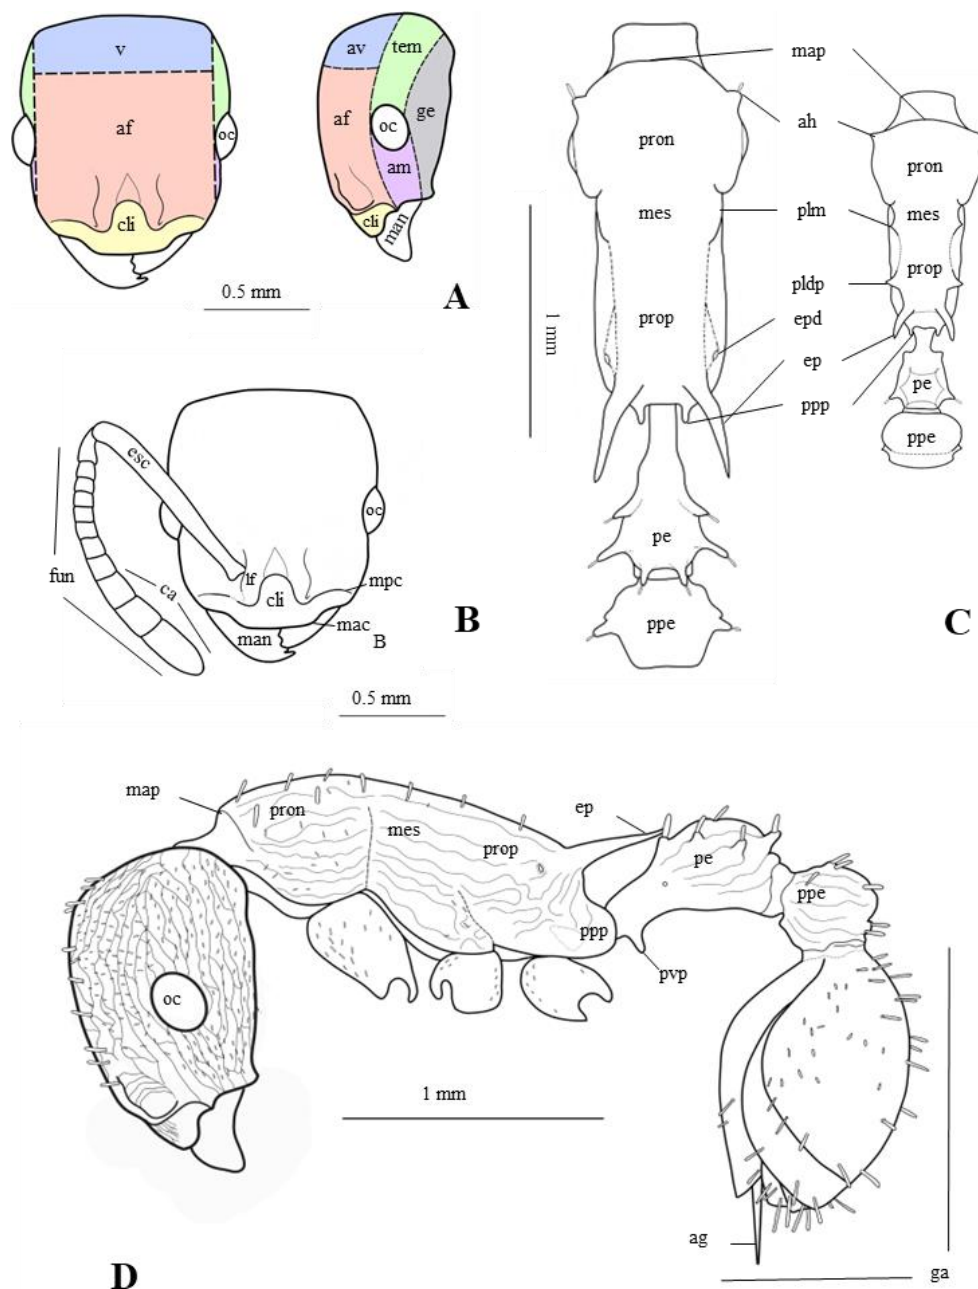 v
af
oc
cli
0.5 mm
av
tem
af
oc
ge
am
cli
man
A
esc
oc
lf
fun
ca
cli
mpc
mac
man
B
B
0.5 mm
map
ah
pron
pron
mes
plm
mes
prop
pldp
prop
epd
ep
ppp
1 mm
pe
pe
ppe
ppe
C
map
pron
mes
prop
ep
pe
ppe
ppp
pvp
oc
1 mm
ag
ga
D